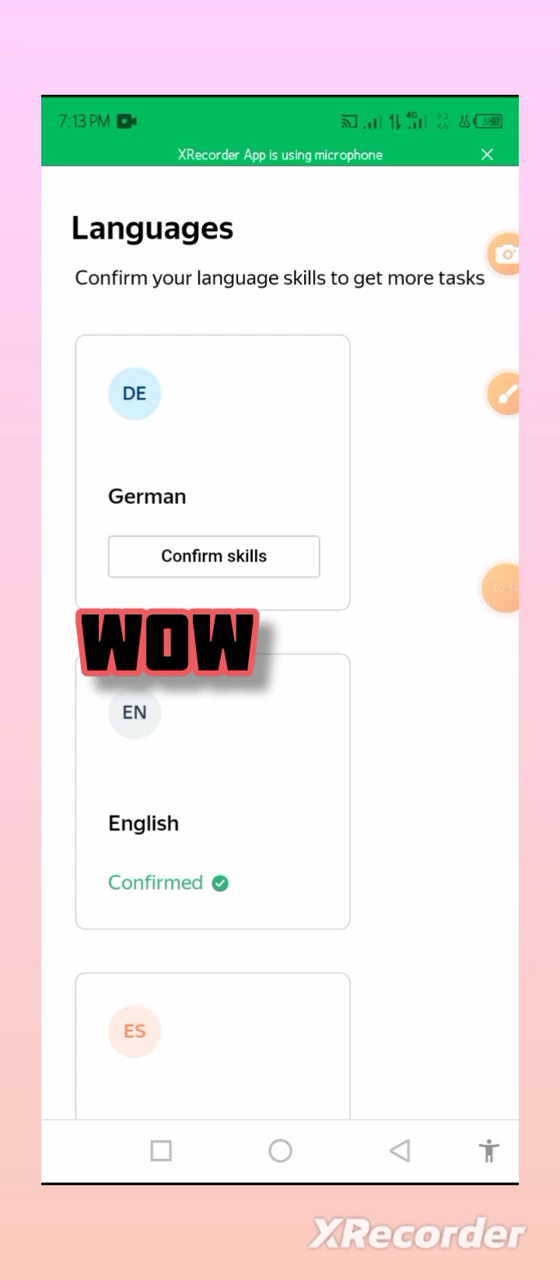 7:13 PM
4G
XRecorder App is using microphone
Languages
Confirm your language skills to get more tasks
DE
German
Confirm skills
WOW
EN
English
Confirmed
ES
XRecorder